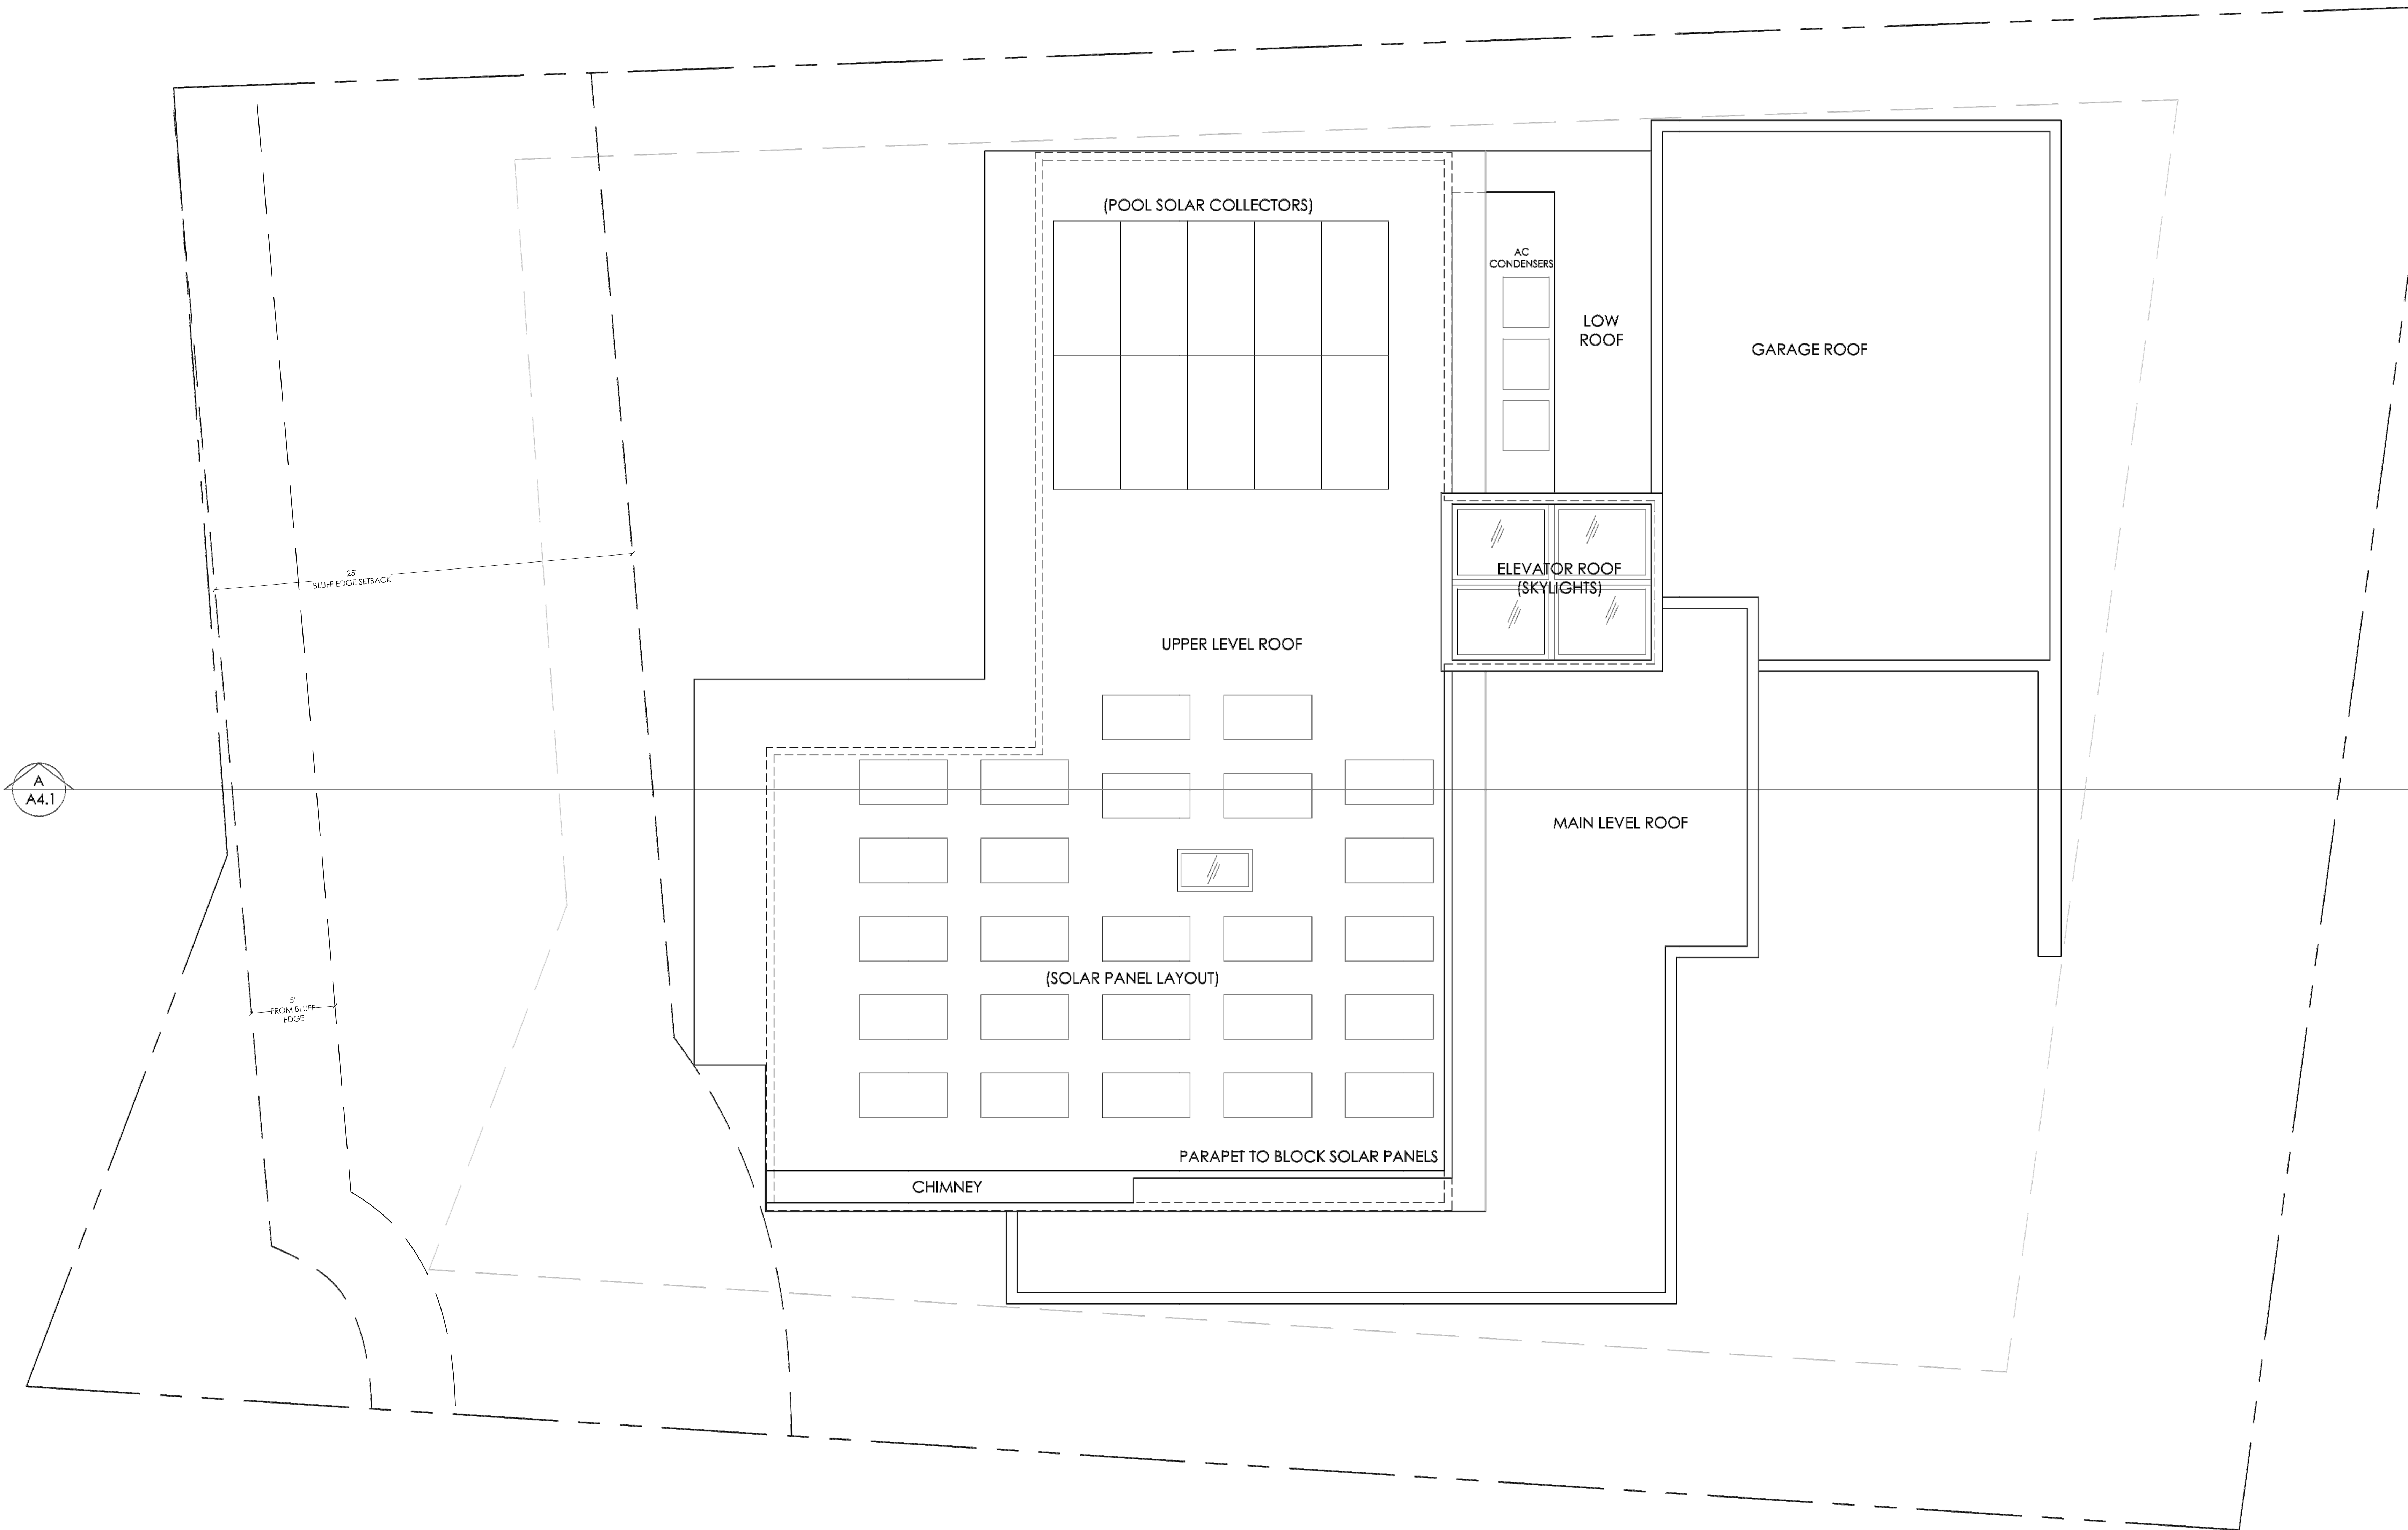 (POOL SOLAR COLLECTORS)
AC
CONDENSERS
LOW
ROOF
GARAGE ROOF
25'
BLUFF EDGE SETBACK
ELEVATOR ROOF
(SKYLIGHTS)
UPPER LEVEL ROOF
A
A4.1
MAIN LEVEL ROOF
(SOLAR PANEL LAYOUT)
5'
FROM BLUFF
EDGE
PARAPET TO BLOCK SOLAR PANELS
CHIMNEY